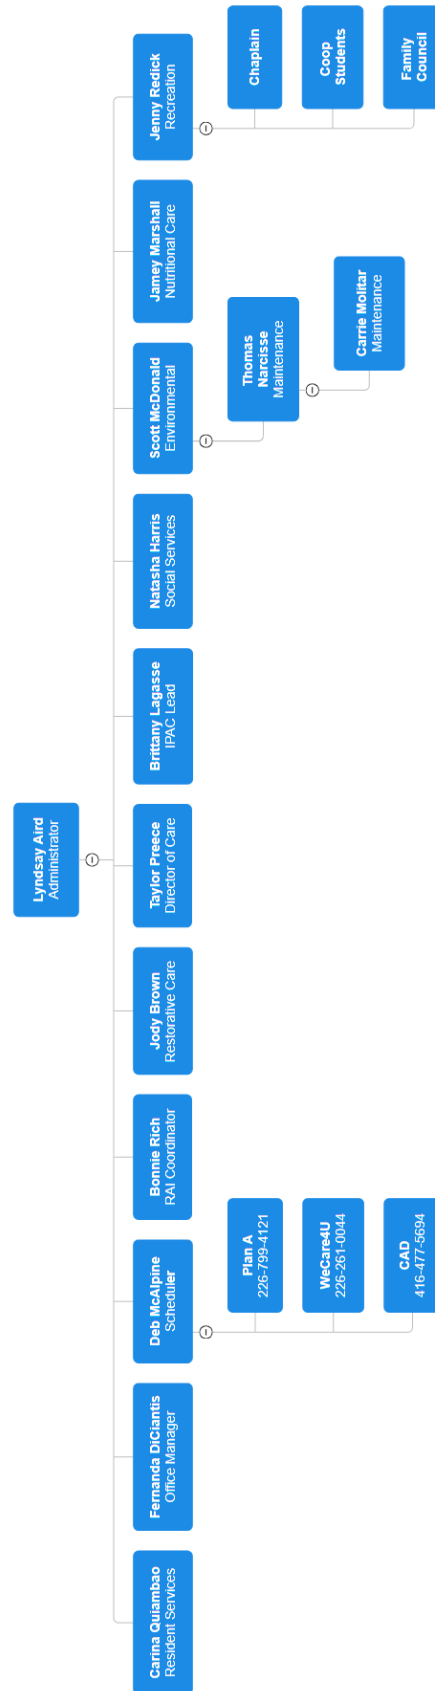 Lyndsay Aird
Administrator
Carina Quiambao
Resident Services
Fernanda DiCiantis
Office Manager
Deb McAlpine
Scheduler
Bonnie Rich
RAI Coordinator
Jody Brown
Restorative Care
Taylor Preece
Director of Care
Brittany Lagasse
IPAC Lead
Natasha Harris
Social Services
Scott McDonald
Environmental
Jamey Marshall
Nutritional Care
Jenny Redick
Recreation
Plan A
226-799-4121
WeCare4U
226-261-0044
CAD
416-477-5694
Thomas
Narcisse
Maintenance
Carrie Molitar
Maintenance
Chaplain
Coop
Students
Family
Council